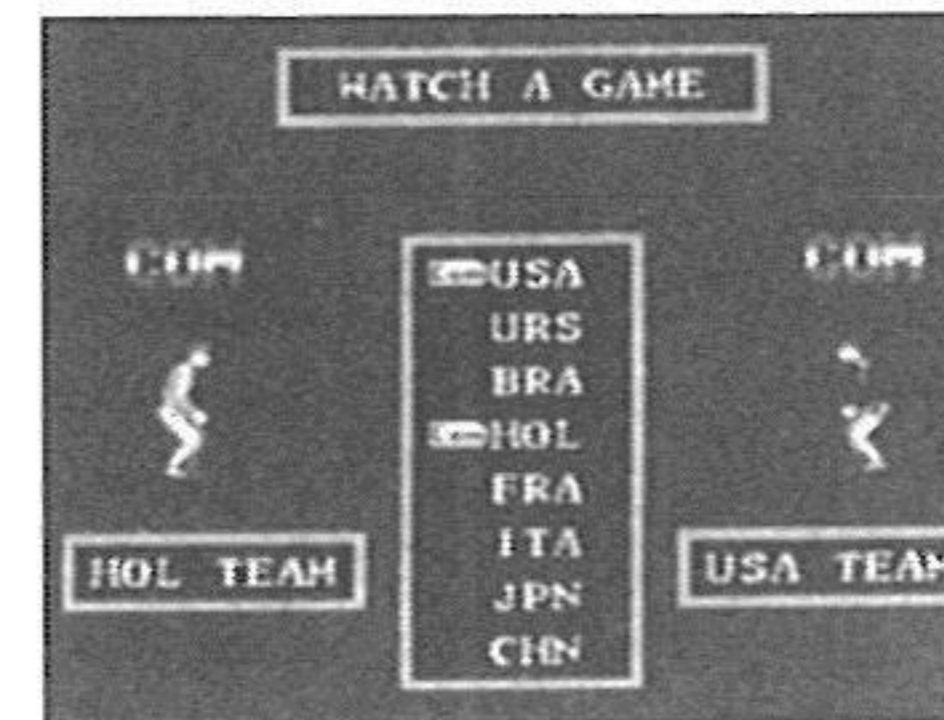 WATCH A GAME
COM
COM
USA
URS
BRA
HOL
FRA
ITA
JPN
CHN
HOL TEAM
USA TEAM